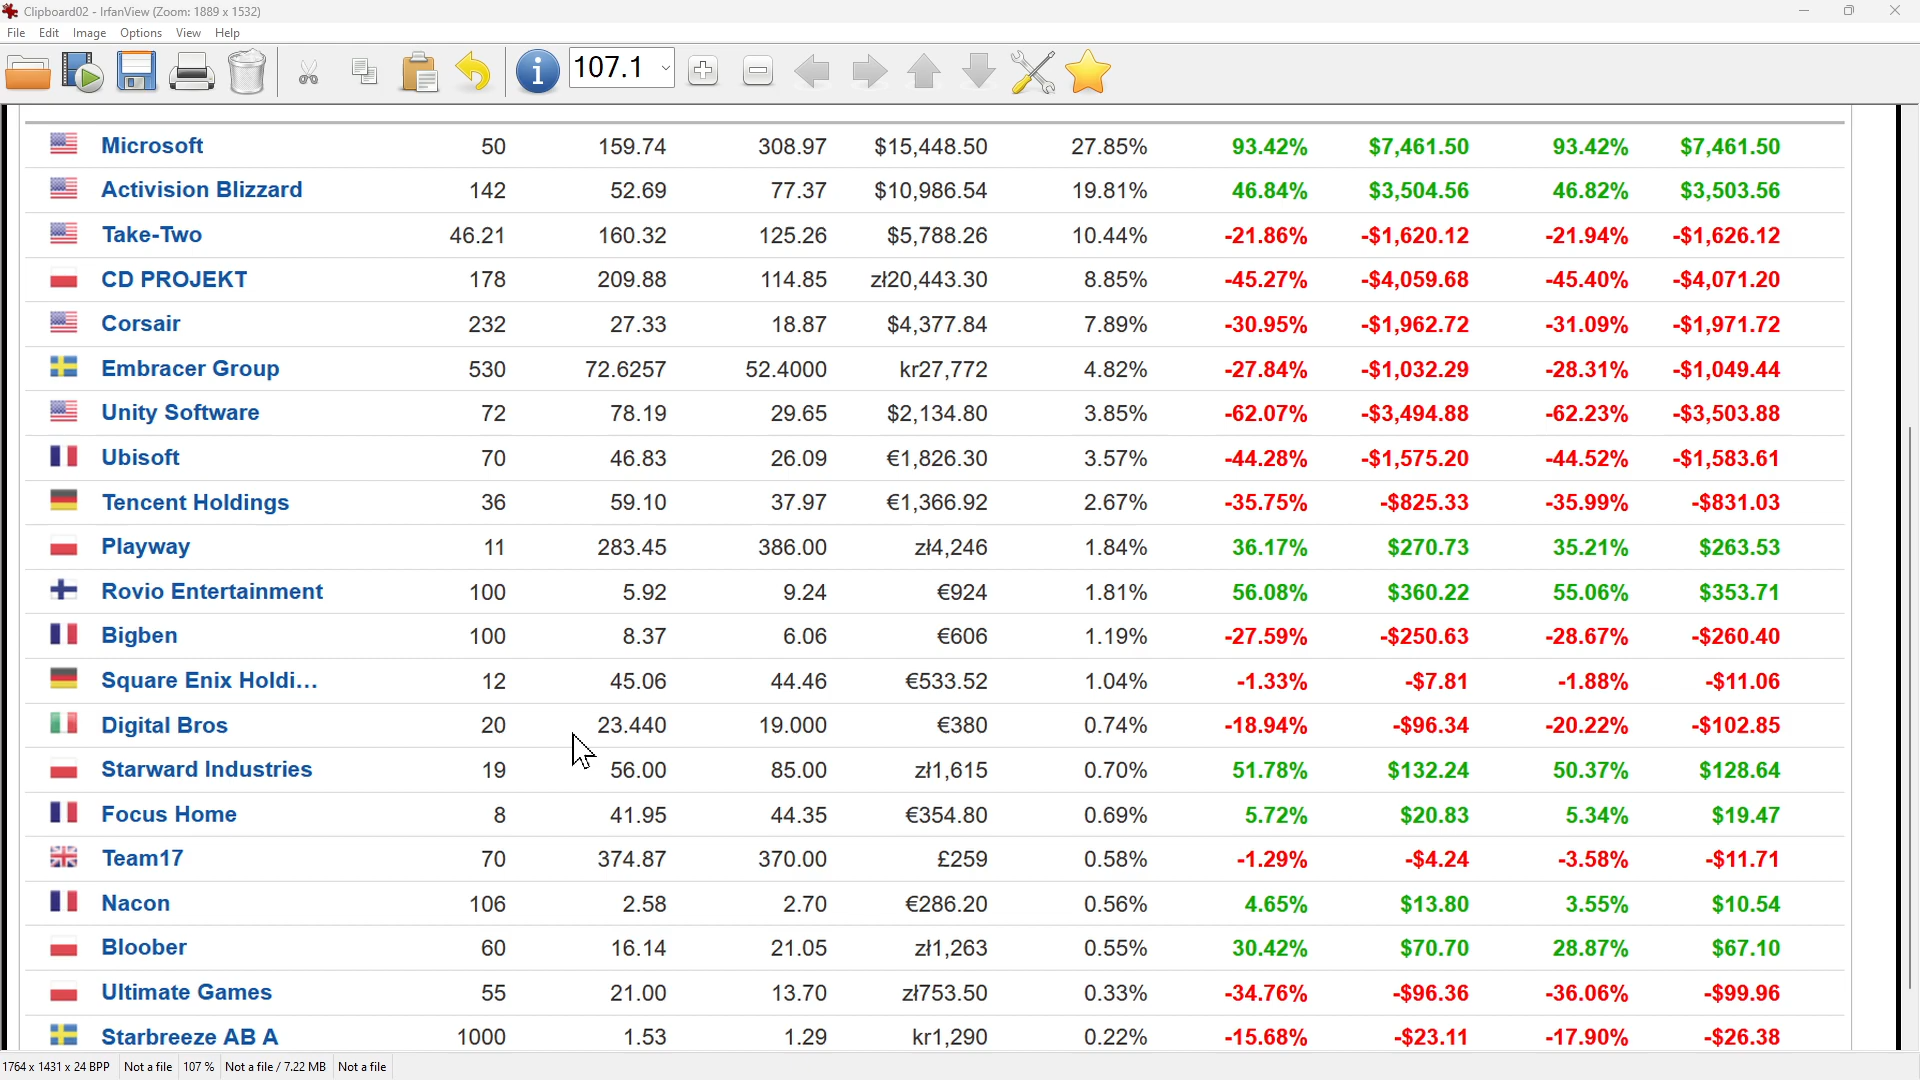 Clipboard02 - IrfanView (Zoom: 1889 x 1532)
File Edit Image Options View Help
107.1
Microsoft 50 159.74 308.97 $15,448.50 27.85% 93.42% $7,461.50 93.42% $7,461.50
Activision Blizzard 142 52.69 77.37 $10,986.54 19.81% 46.84% $3,504.56 46.82% $3,503.56
Take-Two 46.21 160.32 125.26 $5,788.26 10.44% -21.86% -$1,620.12 -21.94% -$1,626.12
CD PROJEKT 178 209.88 114.85 zł20,443.30 8.85% -45.27% -$4,059.68 -45.40% -$4,071.20
Corsair 232 27.33 18.87 $4,377.84 7.89% -30.95% -$1,962.72 -31.09% -$1,971.72
Embracer Group 530 72.6257 52.4000 kr27,772 4.82% -27.84% -$1,032.29 -28.31% -$1,049.44
Unity Software 72 78.19 29.65 $2,134.80 3.85% -62.07% -$3,494.88 -62.23% -$3,503.88
Ubisoft 70 46.83 26.09 €1,826.30 3.57% -44.28% -$1,575.20 -44.52% -$1,583.61
Tencent Holdings 36 59.10 37.97 €1,366.92 2.67% -35.75% -$825.33 -35.99% -$831.03
Playway 11 283.45 386.00 zł4,246 1.84% 36.17% $270.73 35.21% $263.53
Rovio Entertainment 100 5.92 9.24 €924 1.81% 56.08% $360.22 55.06% $353.71
Bigben 100 8.37 6.06 €606 1.19% -27.59% -$250.63 -28.67% -$260.40
Square Enix Holdi... 12 45.06 44.46 €533.52 1.04% -1.33% -$7.81 -1.88% -$11.06
Digital Bros 20 23.440 19.000 €380 0.74% -18.94% -$96.34 -20.22% -$102.85
Starward Industries 19 56.00 85.00 zł1,615 0.70% 51.78% $132.24 50.37% $128.64
Focus Home 8 41.95 44.35 €354.80 0.69% 5.72% $20.83 5.34% $19.47
Team17 70 374.87 370.00 £259 0.58% -1.29% -$4.24 -3.58% -$11.71
Nacon 106 2.58 2.70 €286.20 0.56% 4.65% $13.80 3.55% $10.54
Bloober 60 16.14 21.05 zł1,263 0.55% 30.42% $70.70 28.87% $67.10
Ultimate Games 55 21.00 13.70 zł753.50 0.33% -34.76% -$96.36 -36.06% -$99.96
Starbreeze AB A 1000 1.53 1.29 kr1,290 0.22% -15.68% -$23.11 -17.90% -$26.38
1764 x 1431 x 24 BPP Not a file 107 % Not a file / 7.22 MB Not a file